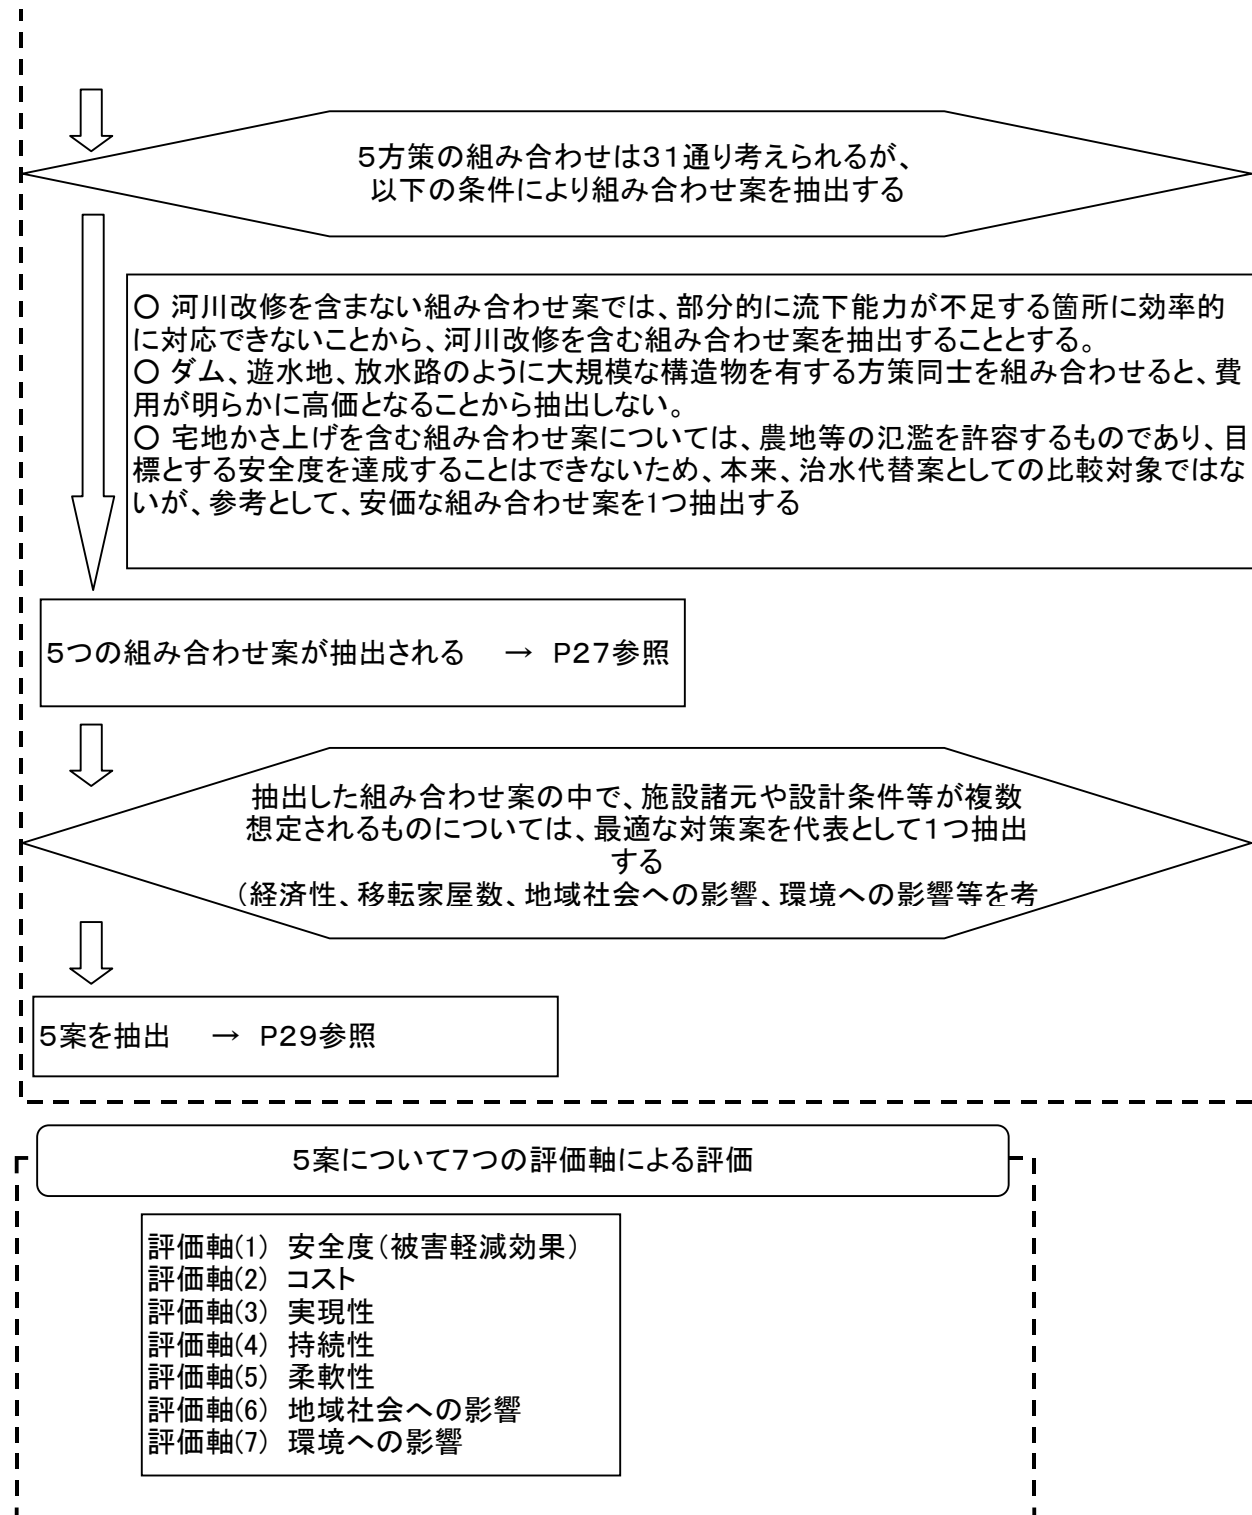 5方策の組み合わせは31通り考えられるが、
以下の条件により組み合わせ案を抽出する
〇 河川改修を含まない組み合わせ案では、部分的に流下能力が不足する箇所に効率的
に対応できないことから、河川改修を含む組み合わせ案を抽出することとする。
〇 ダム、遊水地、放水路のように大規模な構造物を有する方策同士を組み合わせると、費
用が明らかに高価となることから抽出しない。
〇 宅地かさ上げを含む組み合わせ案については、農地等の氾濫を許容するものであり、目
標とする安全度を達成することはできないため、本来、治水代替案としての比較対象ではな
いが、参考として、安価な組み合わせ案を1つ抽出する
5つの組み合わせ案が抽出される → P27参照
抽出した組み合わせ案の中で、施設諸元や設計条件等が複数
想定されるものについては、最適な対策案を代表として1つ抽出
する
(経済性、移転家屋数、地域社会への影響、環境への影響等を考
5案を抽出 → P29参照
5案について7つの評価軸による評価
評価軸(1) 安全度(被害軽減効果)
評価軸(2) コスト
評価軸(3) 実現性
評価軸(4) 持続性
評価軸(5) 柔軟性
評価軸(6) 地域社会への影響
評価軸(7) 環境への影響